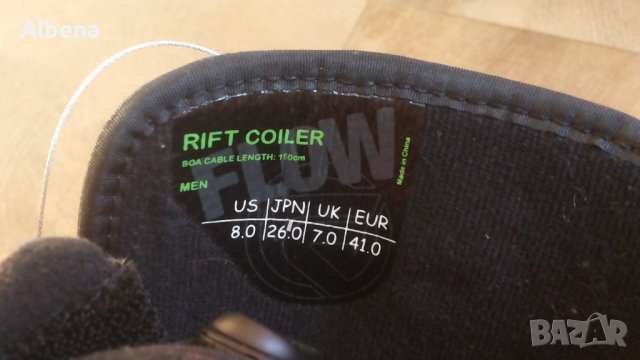 Albena
RIFT COILER
BOA CABLE LENGTH: 150cm
MEN
FLOW
US JPN UK EUR
8.0 26.0 7.0 41.0
Made in China
BAZAR